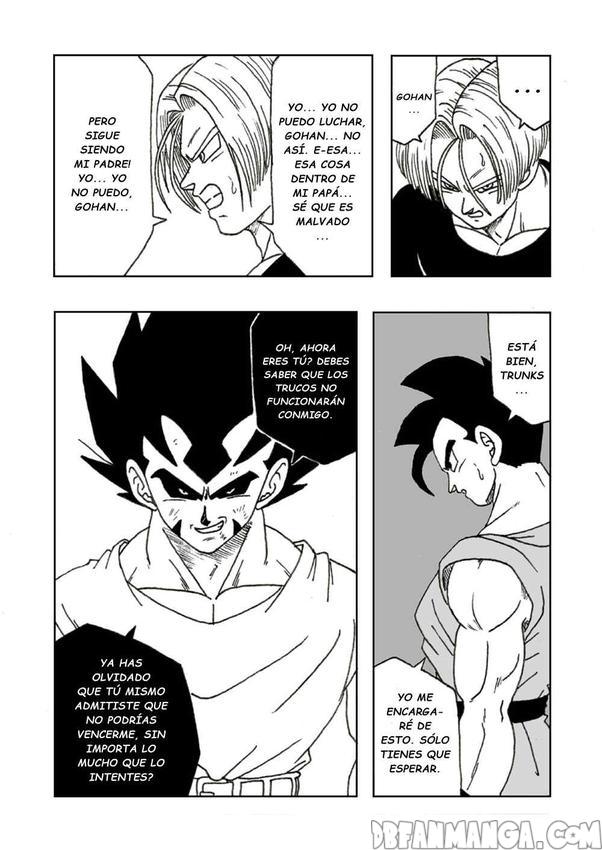 ...
GOHAN
...
YO... YO NO
PUEDO LUCHAR,
GOHAN... NO
ASÍ. E-ESA...
ESA COSA
DENTRO DE
MI PAPÁ...
SÉ QUE ES
MALVADO
...
PERO
SIGUE
SIENDO
MI PADRE!
YO... YO
NO PUEDO,
GOHAN...
ESTÁ
BIEN,
TRUNKS
...
YO ME
ENCARGA-
RÉ DE
ESTO. SÓLO
TIENES QUE
ESPERAR.
OH, AHORA
ERES TÚ? DEBES
SABER QUE LOS
TRUCOS NO
FUNCIONARÁN
CONMIGO.
YA HAS
OLVIDADO
QUE TÚ MISMO
ADMITISTE QUE
NO PODRÍAS
VENCERME, SIN
IMPORTA LO
MUCHO QUE LO
INTENTES?
DBFANMANGA.COM